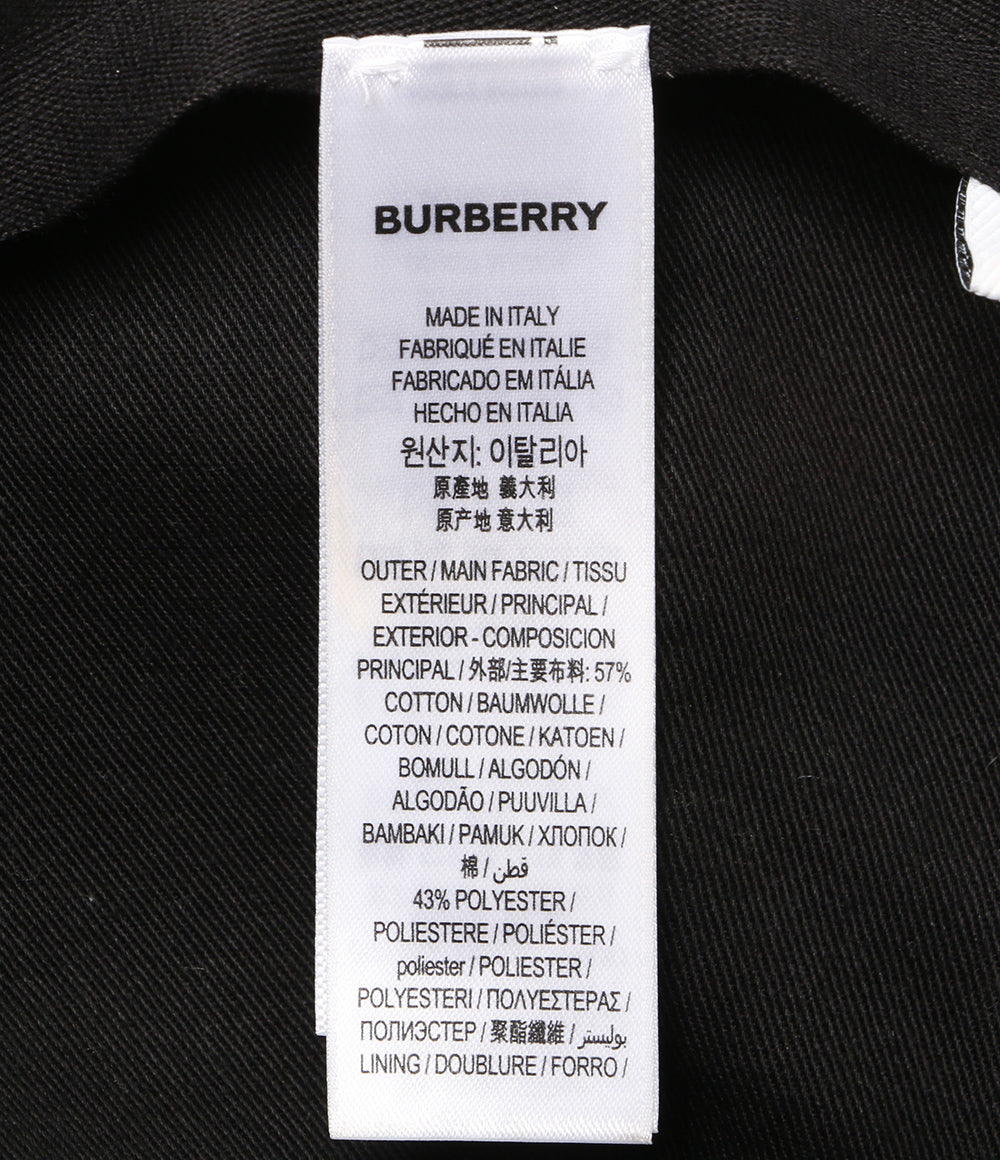 BURBERRY
MADE IN ITALY
FABRIQUÉ EN ITALIE
FABRICADO EM ITÁLIA
HECHO EN ITALIA
원산지: 이탈리아
原產地 義大利
原产地 意大利
OUTER / MAIN FABRIC / TISSU
EXTÉRIEUR / PRINCIPAL /
EXTERIOR - COMPOSICION
PRINCIPAL / 外部/主要布料: 57%
COTTON / BAUMWOLLE /
COTON / COTONE / KATOEN /
BOMULL / ALGODÓN /
ALGODÃO / PUUVILLA /
BAMBAKI / PAMUK / ХЛОПОК /
棉 / قطن
43% POLYESTER /
POLIESTERE / POLIÉSTER /
poliester / POLIESTER /
POLYESTERI / ΠΟΛΥΕΣΤΕΡΑΣ /
ПОЛИЭСТЕР / 聚酯纖維 / بوليستر
LINING / DOUBLURE / FORRO /